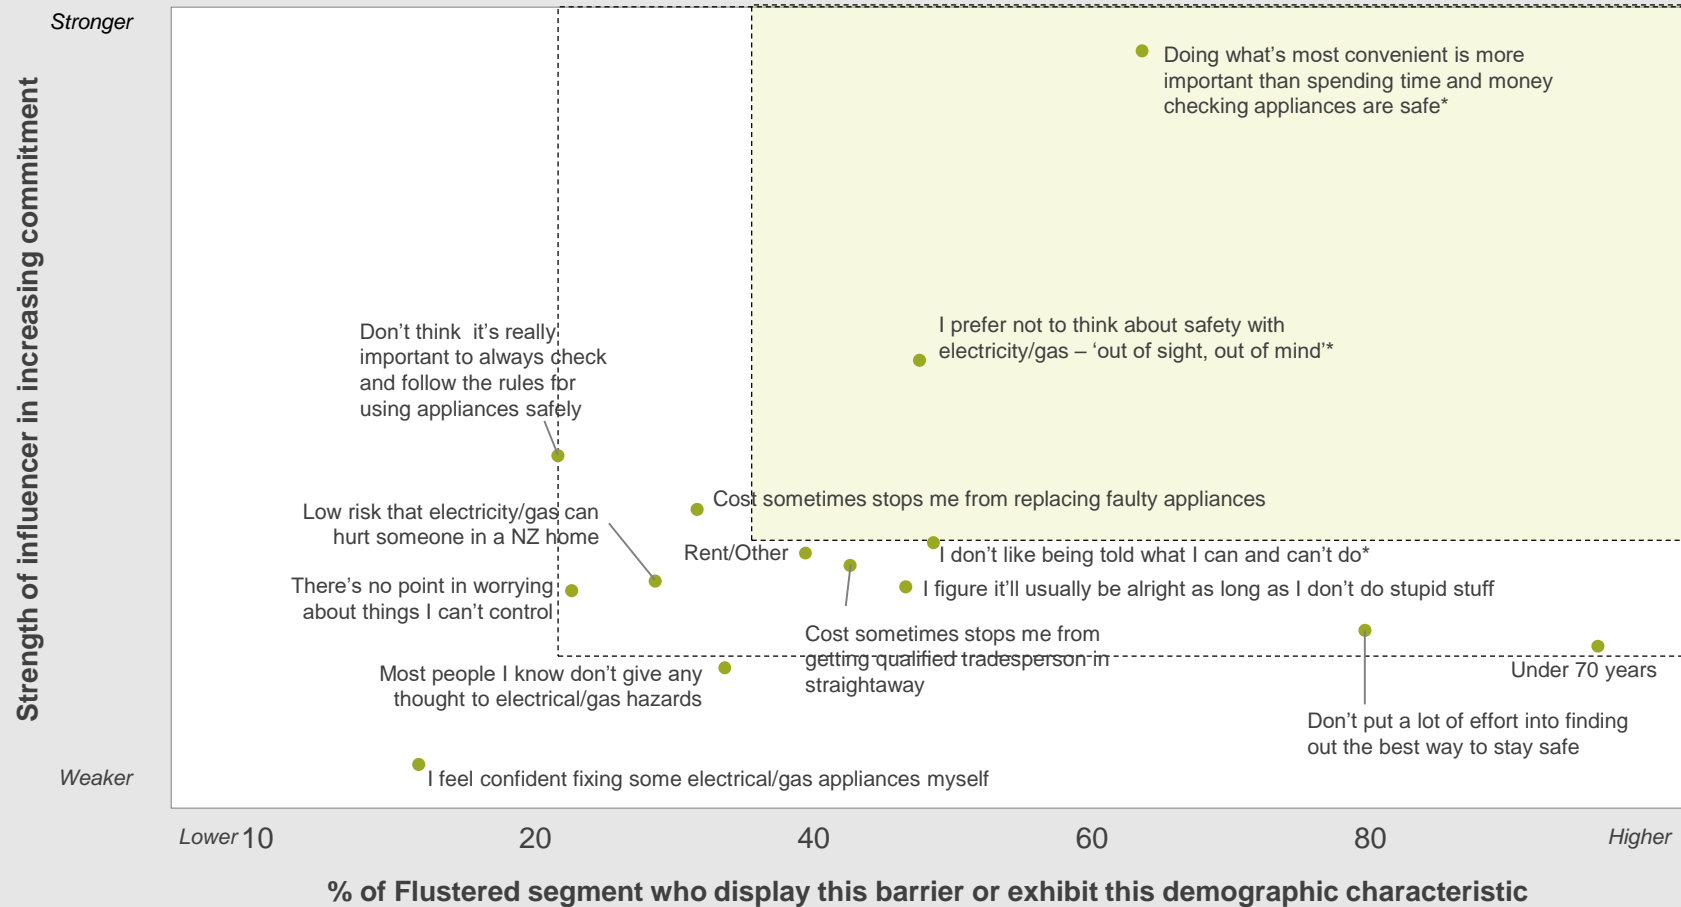 Stronger
Strength of influencer in increasing commitment
Weaker
Doing what's most convenient is more
important than spending time and money
checking appliances are safe*
I prefer not to think about safety with
electricity/gas – 'out of sight, out of mind'*
Don't think  it's really
important to always check
and follow the rules for
using appliances safely
Cost sometimes stops me from replacing faulty appliances
Low risk that electricity/gas can
hurt someone in a NZ home
Rent/Other
I don't like being told what I can and can't do*
There's no point in worrying
about things I can't control
I figure it'll usually be alright as long as I don't do stupid stuff
Cost sometimes stops me from
getting qualified tradesperson in
straightaway
Most people I know don't give any
thought to electrical/gas hazards
Under 70 years
Don't put a lot of effort into finding
out the best way to stay safe
I feel confident fixing some electrical/gas appliances myself
Lower 10 20 40 60 80 Higher
% of Flustered segment who display this barrier or exhibit this demographic characteristic